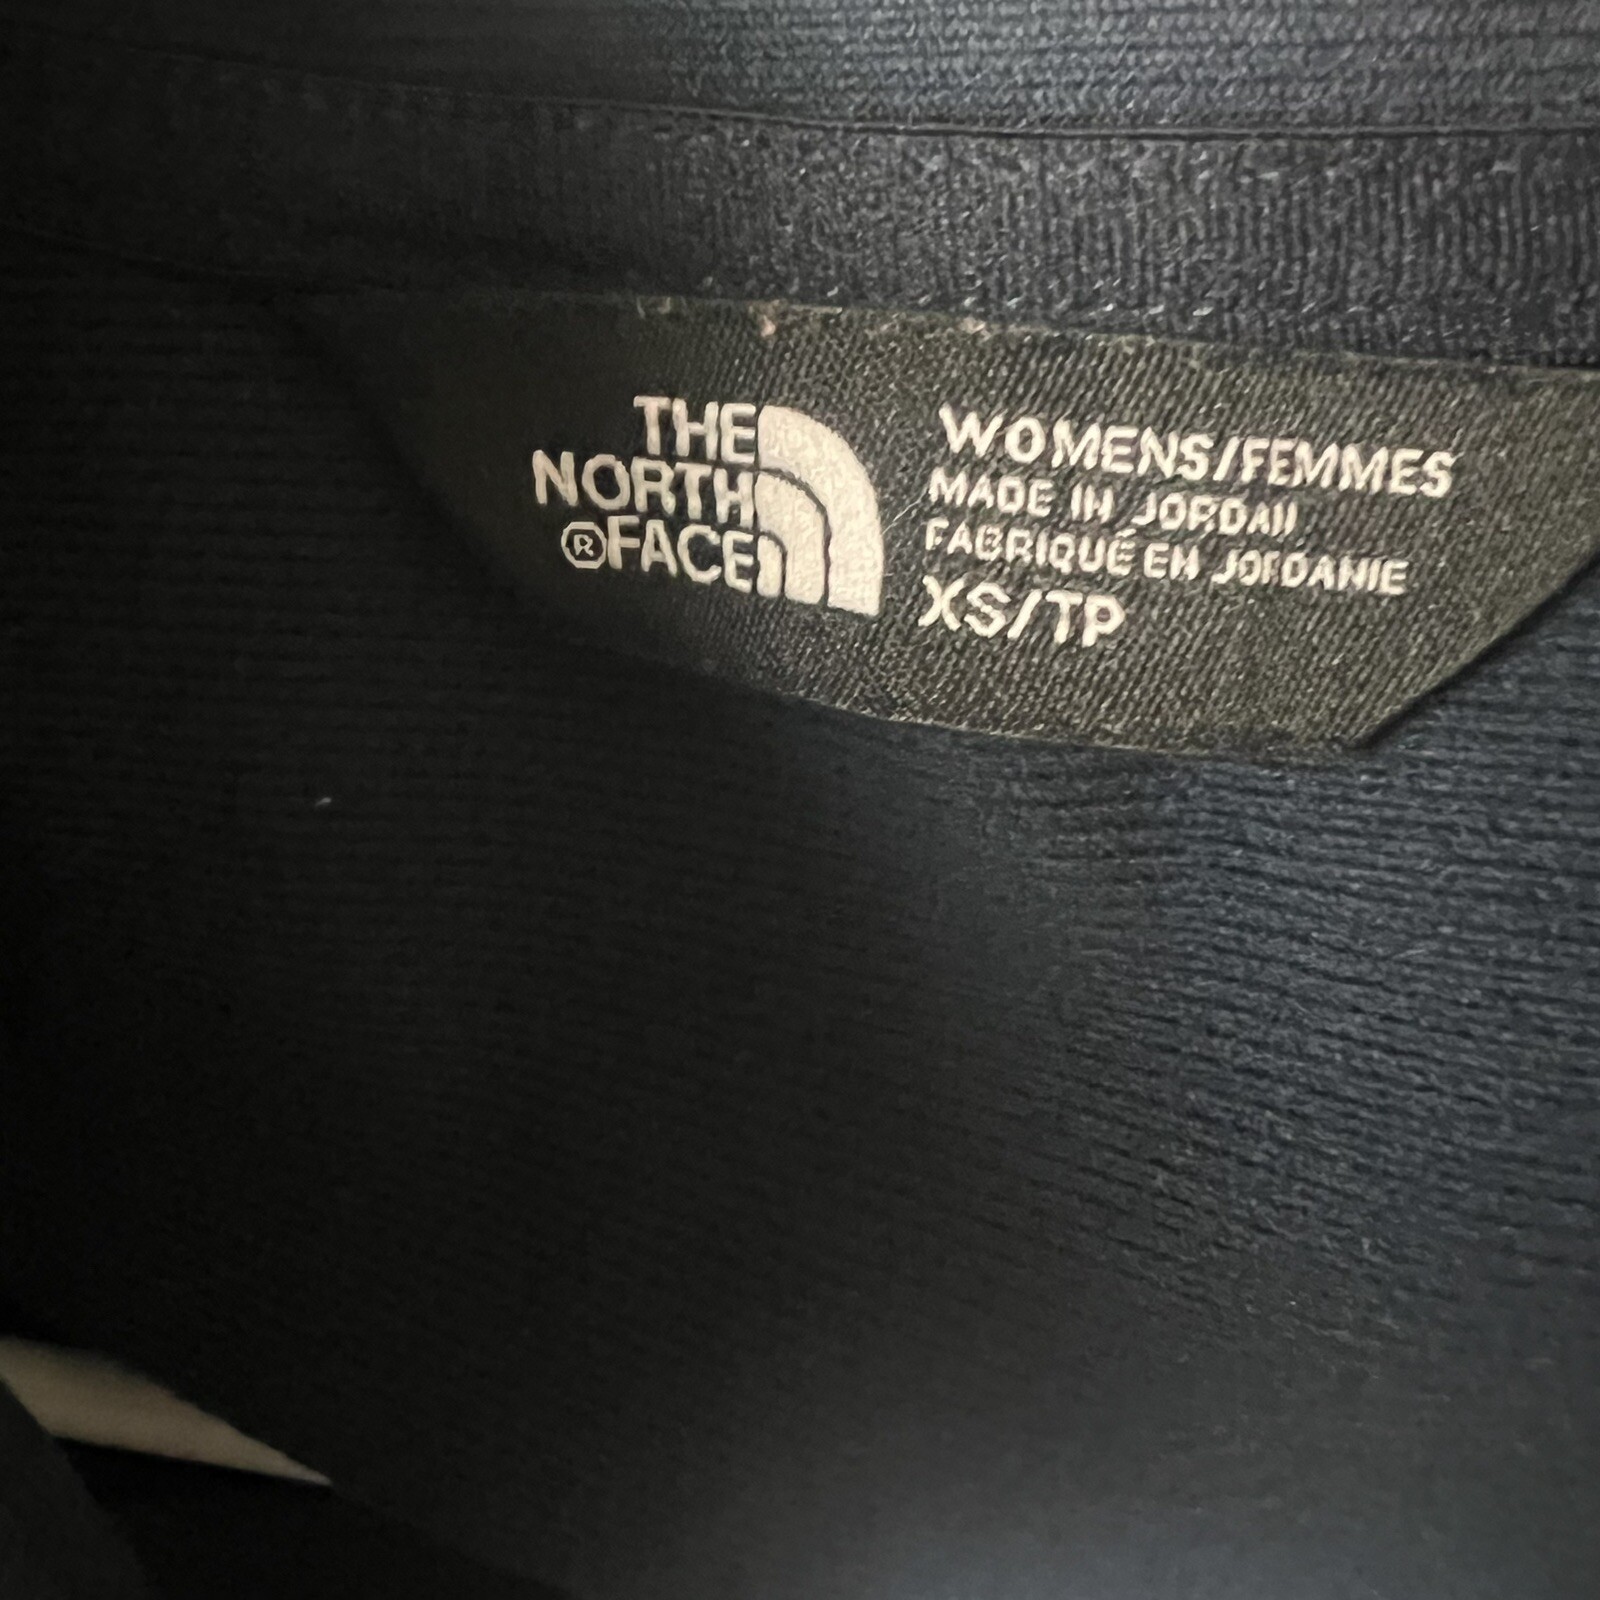 THE
NORTH
®FACE
WOMENS/FEMMES
MADE IN JORDAN
FABRIQUÉ EN JORDANIE
XS/TP